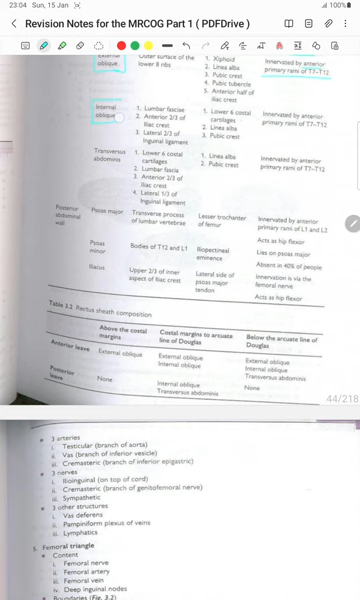 23:04 Sun, 15 Jan
100%
Revision Notes for the MRCOG Part 1 ( PDFDrive )
External oblique
Outer surface of the lower 8 ribs
1. Xiphoid
2. Linea alba
3. Pubic crest
4. Pubic tubercle
5. Anterior half of iliac crest
Innervated by anterior primary rami of T7–T12
Internal oblique
1. Lumbar fasciae
2. Anterior 2/3 of iliac crest
3. Lateral 2/3 of inguinal ligament
1. Lower 6 costal cartilages
2. Linea alba
3. Pubic crest
Innervated by anterior primary rami of T7–T12
Transversus abdominis
1. Lower 6 costal cartilages
2. Lumbar fascia
3. Anterior 2/3 of iliac crest
4. Lateral 1/3 of inguinal ligament
1. Linea alba
2. Pubic crest
Innervated by anterior primary rami of T7–T12
Posterior abdominal wall
Psoas major
Transverse process of lumbar vertebrae
Lesser trochanter of femur
Innervated by anterior primary rami of L1 and L2
Acts as hip flexor
Psoas minor
Bodies of T12 and L1
Iliopectineal eminence
Lies on psoas major
Absent in 40% of people
Iliacus
Upper 2/3 of inner aspect of iliac crest
Lateral side of psoas major tendon
Innervation is via the femoral nerve
Acts as hip flexor
Table 3.2 Rectus sheath composition
Above the costal margins
Costal margins to arcuate line of Douglas
Below the arcuate line of Douglas
Anterior leave
External oblique
External oblique
Internal oblique
External oblique
Internal oblique
Transversus abdominis
Posterior leave
None
Internal oblique
Transversus abdominis
None
44/218
3 arteries
i. Testicular (branch of aorta)
ii. Vas (branch of inferior vesicle)
iii. Cremasteric (branch of inferior epigastric)
3 nerves
i. Ilioinguinal (on top of cord)
ii. Cremasteric (branch of genitofemoral nerve)
iii. Sympathetic
3 other structures
i. Vas deferens
ii. Pampiniform plexus of veins
iii. Lymphatics
5. Femoral triangle
Content
i. Femoral nerve
ii. Femoral artery
iii. Femoral vein
iv. Deep inguinal nodes
Boundaries (Fig. 3.2)